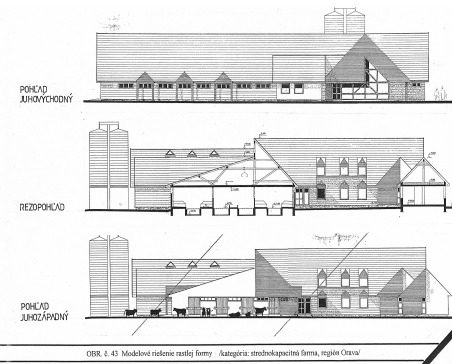 POHĽAD
JUHOVÝCHODNÝ
REZOPOHĽAD
POHĽAD
JUHOZÁPADNÝ
OBR. č. 43 Modelové riešenie rastlej formy /kategória: strednokapacitná farma, región Orava/